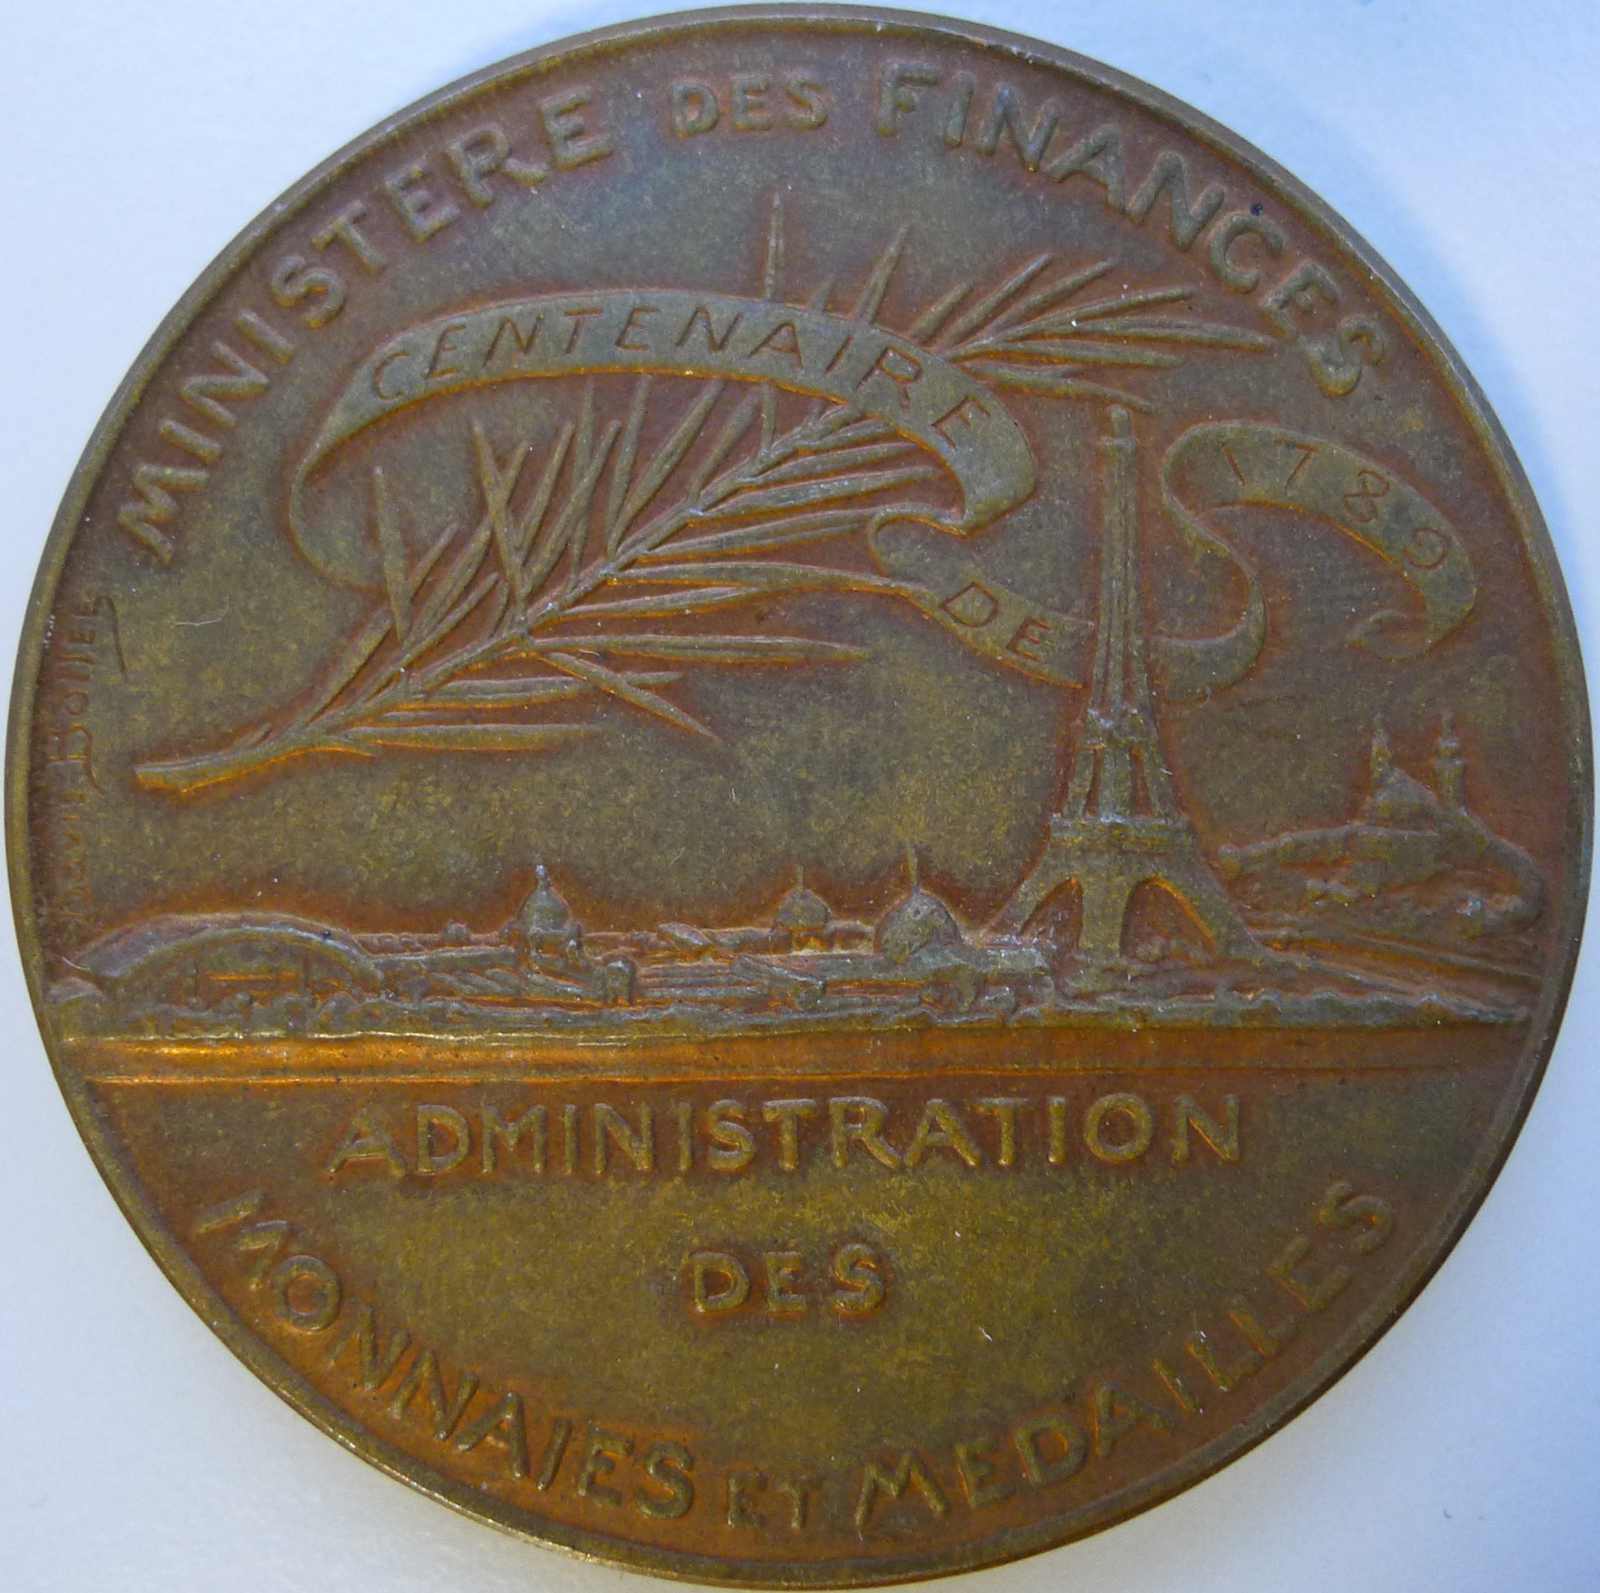 MINISTERE DES FINANCES
CENTENAIRE
DE
1789
ADMINISTRATION
DES
MONNAIES ET MEDAILLES